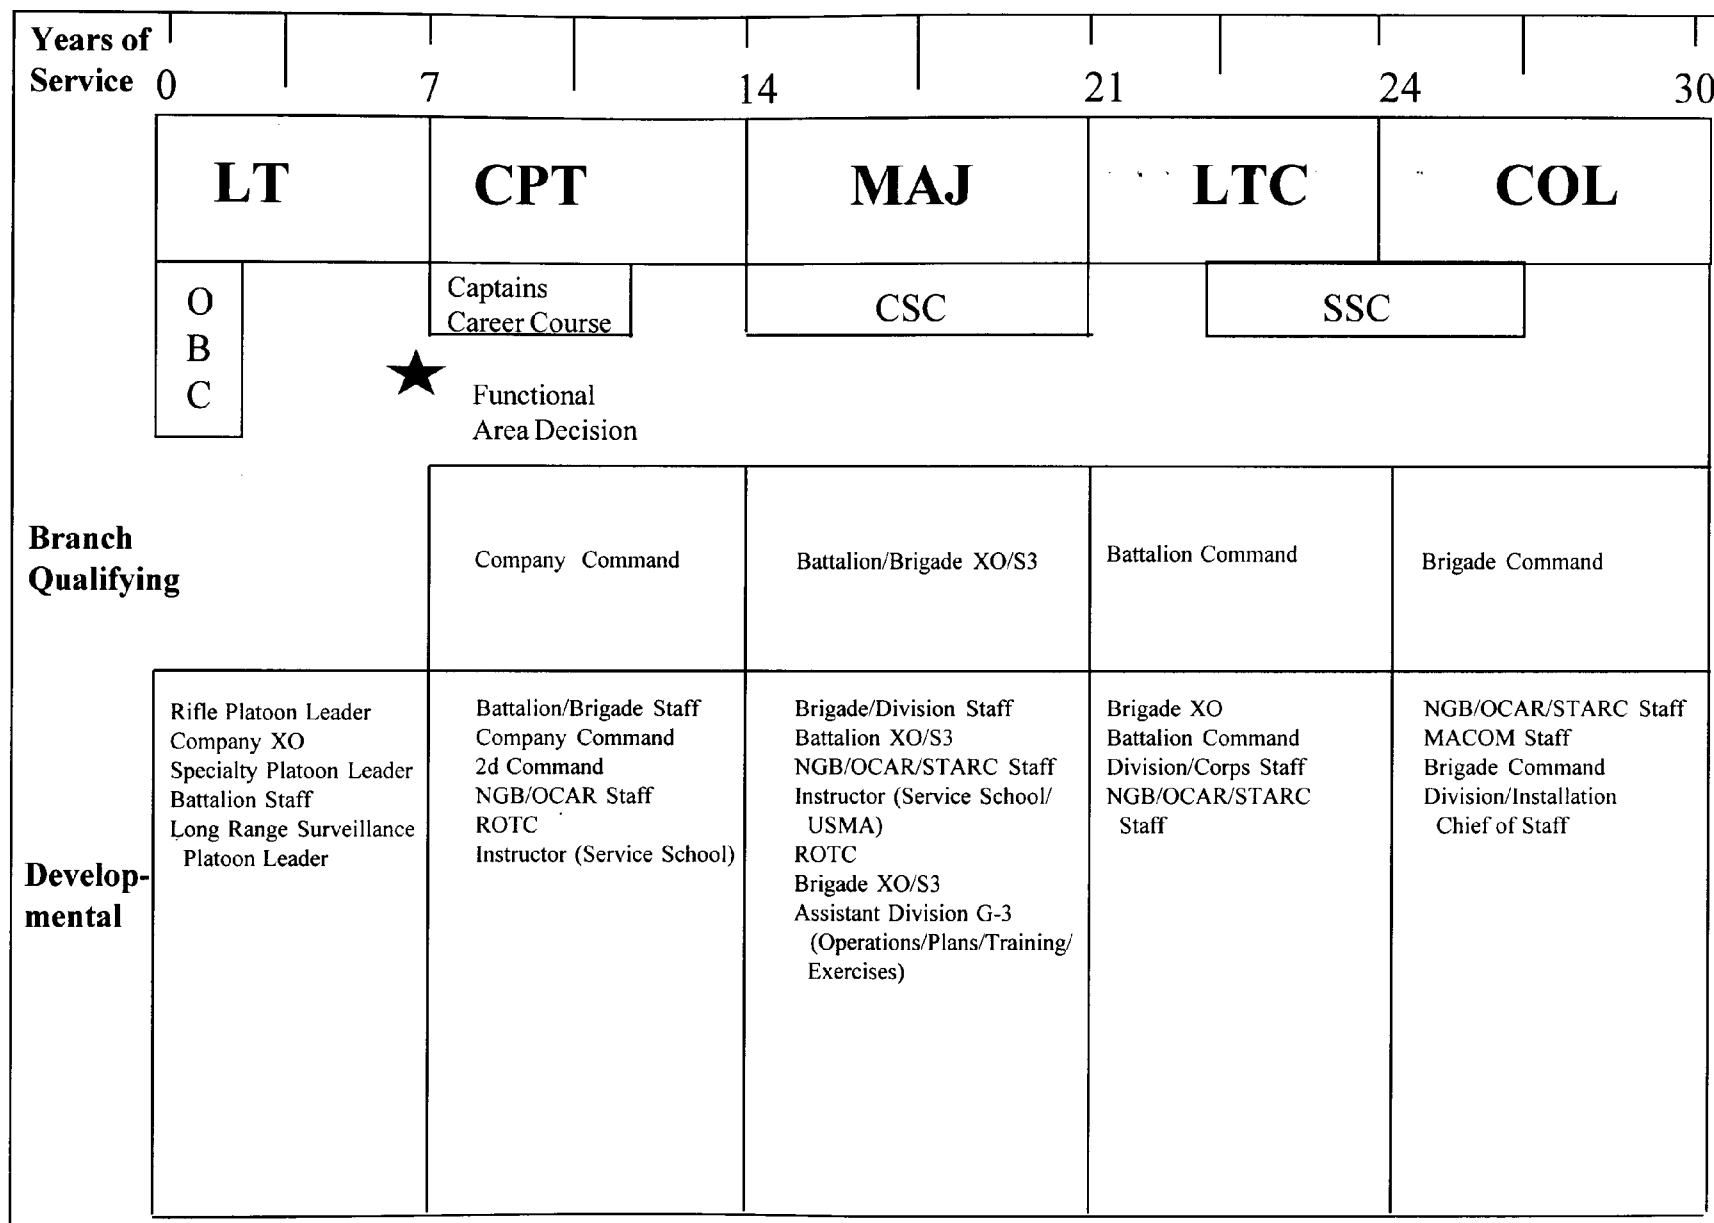 Years of
Service 0 7 14 21 24 30
LT CPT MAJ LTC COL
O
B
C
Captains
Career Course
CSC
SSC
Functional
Area Decision
Branch
Qualifying
Company Command
Battalion/Brigade XO/S3
Battalion Command
Brigade Command
Develop-
mental
Rifle Platoon Leader
Company XO
Specialty Platoon Leader
Battalion Staff
Long Range Surveillance
Platoon Leader
Battalion/Brigade Staff
Company Command
2d Command
NGB/OCAR Staff
ROTC
Instructor (Service School)
Brigade/Division Staff
Battalion XO/S3
NGB/OCAR/STARC Staff
Instructor (Service School/
USMA)
ROTC
Brigade XO/S3
Assistant Division G-3
(Operations/Plans/Training/
Exercises)
Brigade XO
Battalion Command
Division/Corps Staff
NGB/OCAR/STARC
Staff
NGB/OCAR/STARC Staff
MACOM Staff
Brigade Command
Division/Installation
Chief of Staff